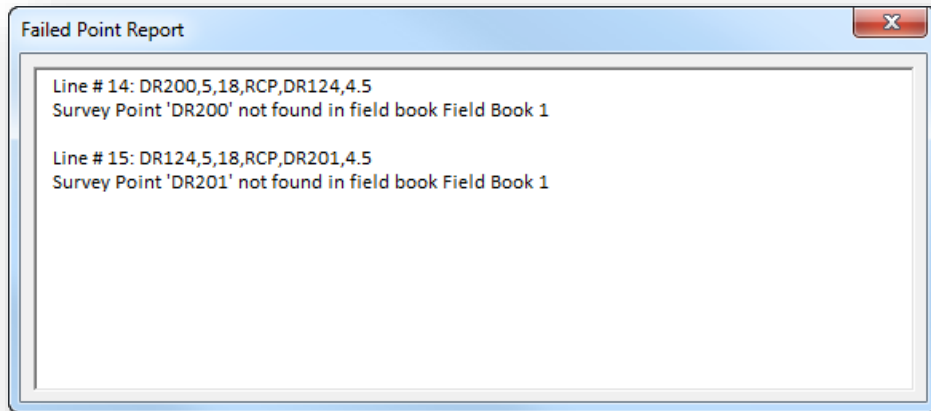 Failed Point Report
Line # 14: DR200,5,18,RCP,DR124,4.5
Survey Point 'DR200' not found in field book Field Book 1
Line # 15: DR124,5,18,RCP,DR201,4.5
Survey Point 'DR201' not found in field book Field Book 1